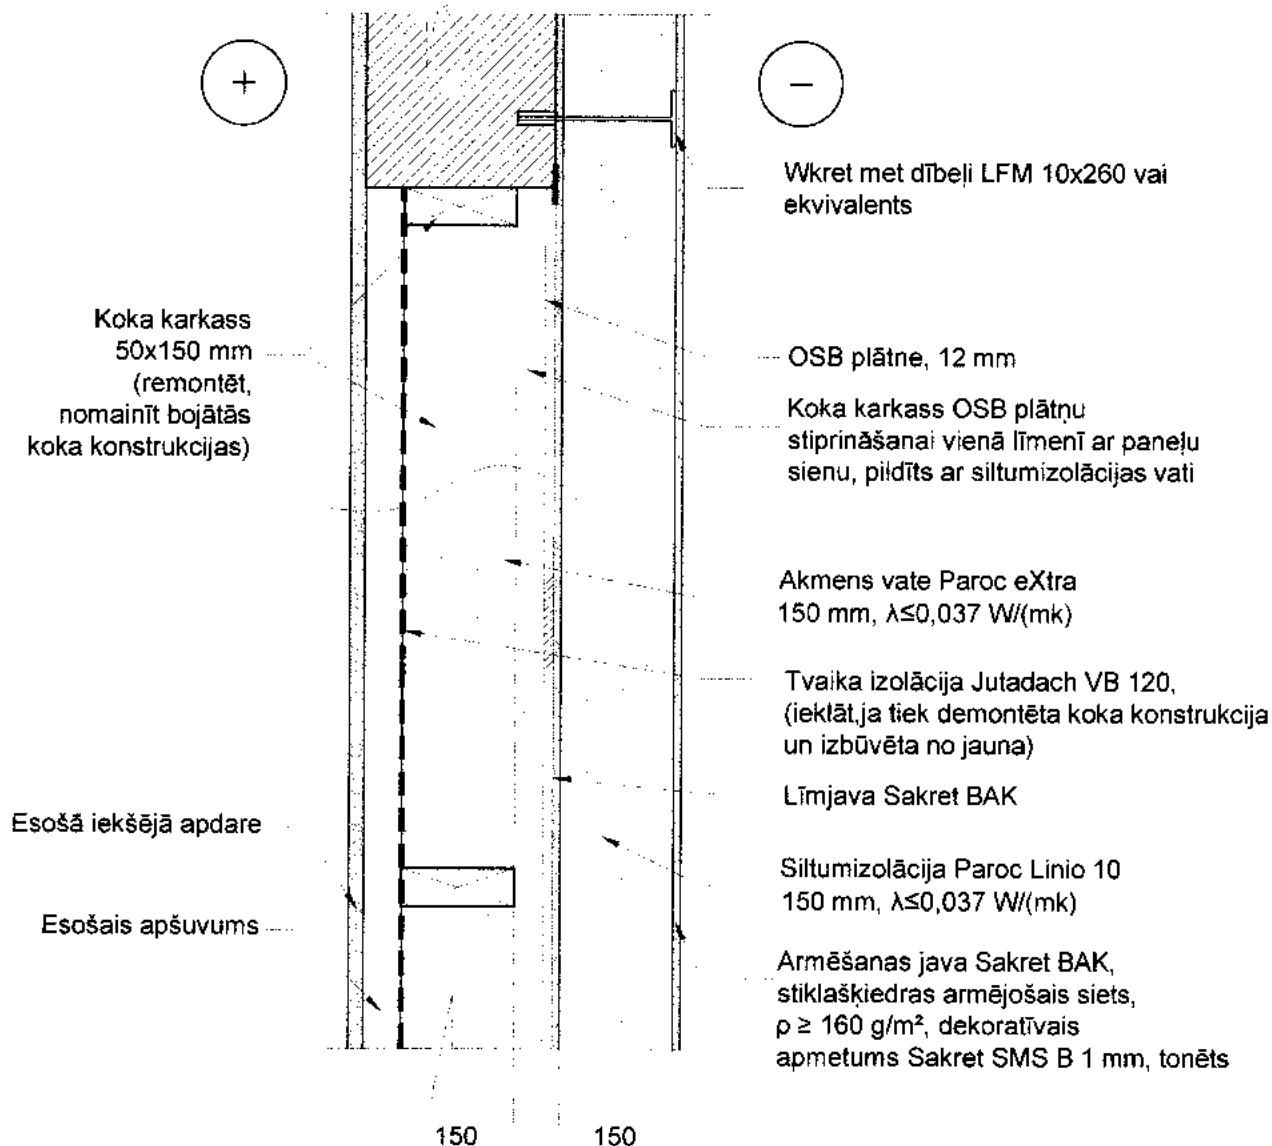 +
−
Wkret met dībeļi LFM 10x260 vai
ekvivalents
Koka karkass
50x150 mm
(remontēt,
nomainīt bojātās
koka konstrukcijas)
OSB plātne, 12 mm
Koka karkass OSB plātņu
stiprināšanai vienā līmenī ar paneļu
sienu, pildīts ar siltumizolācijas vati
Akmens vate Paroc eXtra
150 mm, λ≤0,037 W/(mk)
Tvaika izolācija Jutadach VB 120,
(ieklāt,ja tiek demontēta koka konstrukcija
un izbūvēta no jauna)
Līmjava Sakret BAK
Esošā iekšējā apdare
Siltumizolācija Paroc Linio 10
150 mm, λ≤0,037 W/(mk)
Esošais apšuvums
Armēšanas java Sakret BAK,
stiklašķiedras armējošais siets,
ρ ≥ 160 g/m², dekoratīvais
apmetums Sakret SMS B 1 mm, tonēts
150 150